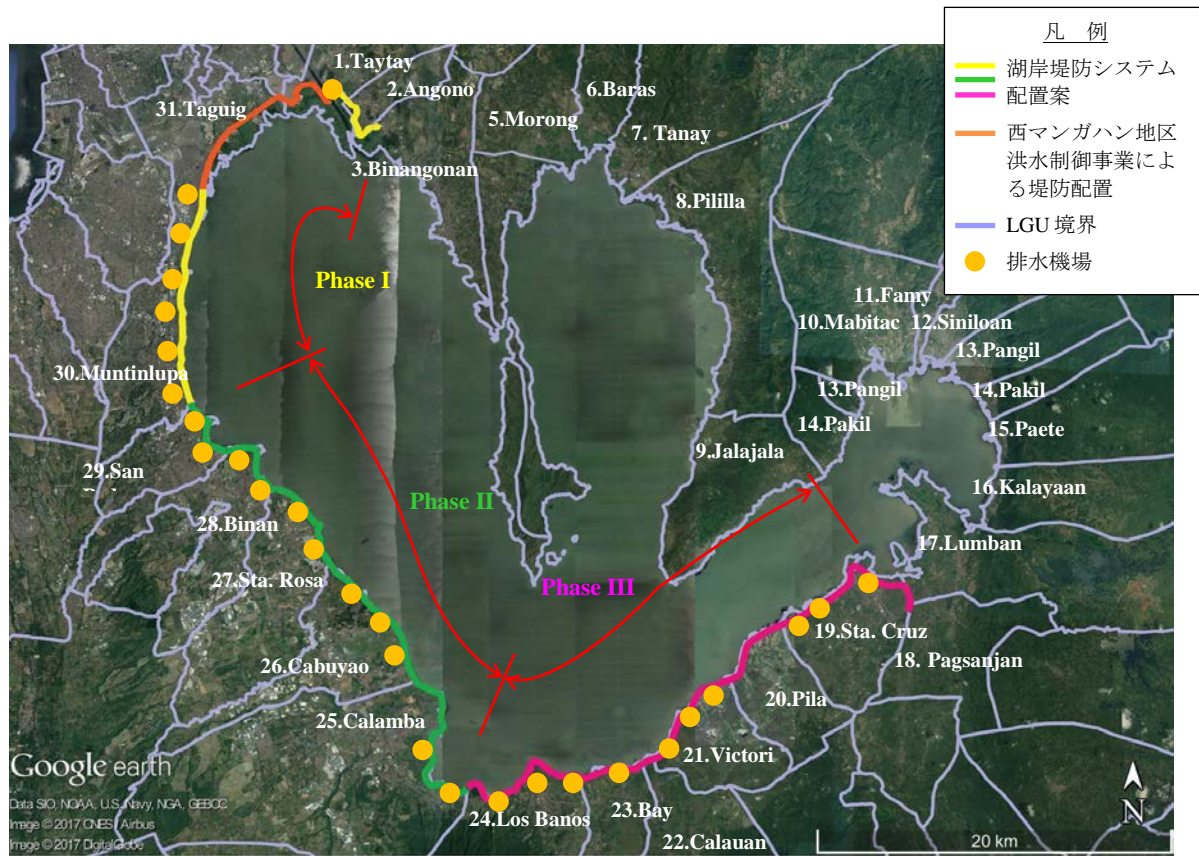 凡 例
湖岸堤防システム
配置案
西マンガハン地区
洪水制御事業によ
る堤防配置
LGU 境界
排水機場
1.Taytay
2.Angono
31.Taguig
5.Morong
6.Baras
7. Tanay
3.Binangonan
8.Pililla
Phase I
11.Famy
10.Mabitac
12.Siniloan
13.Pangil
30.Muntinlupa
13.Pangil
14.Pakil
14.Pakil
15.Paete
9.Jalajala
29.San
16.Kalayaan
Phase II
28.Binan
17.Lumban
27.Sta. Rosa
Phase III
19.Sta. Cruz
26.Cabuyao
18. Pagsanjan
20.Pila
25.Calamba
21.Victori
Google earth
23.Bay
24.Los Banos
22.Calauan
N
20 km
Data SIO, NOAA, U.S. Navy, NGA, GEBCO
Image © 2017 CNES / Airbus
Image © 2017 DigitalGlobe